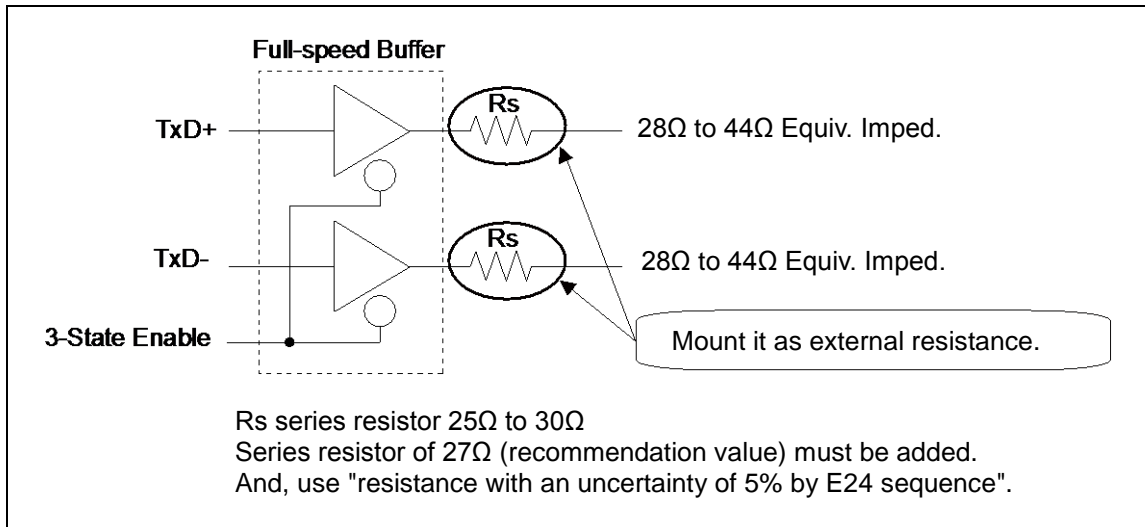 Full-speed Buffer
TxD+
Rs
28Ω to 44Ω Equiv. Imped.
TxD-
Rs
28Ω to 44Ω Equiv. Imped.
3-State Enable
Mount it as external resistance.
Rs series resistor 25Ω to 30Ω
Series resistor of 27Ω (recommendation value) must be added.
And, use "resistance with an uncertainty of 5% by E24 sequence".